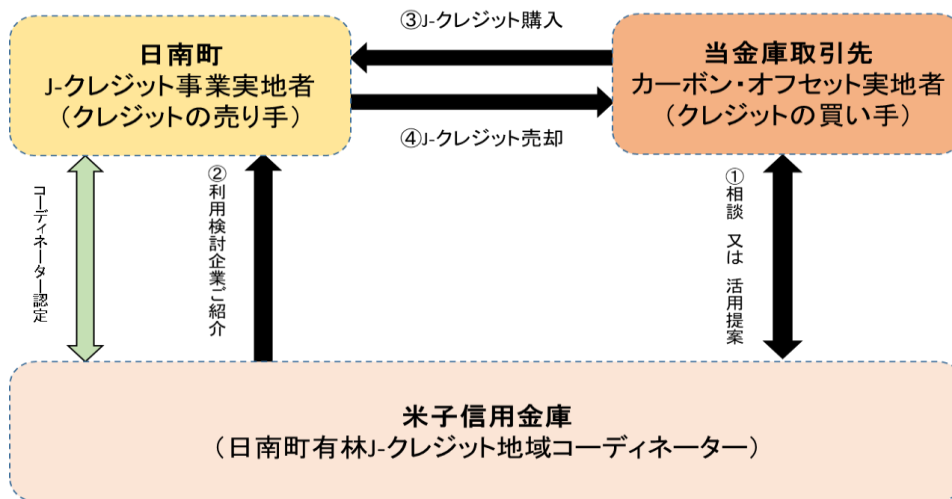 ③J-クレジット購入
日南町
J-クレジット事業実地者
（クレジットの売り手）
当金庫取引先
カーボン・オフセット実地者
（クレジットの買い手）
④J-クレジット売却
コーディネーター認定
②利用検討企業ご紹介
①相談 又は 活用提案
米子信用金庫
（日南町有林J-クレジット地域コーディネーター）